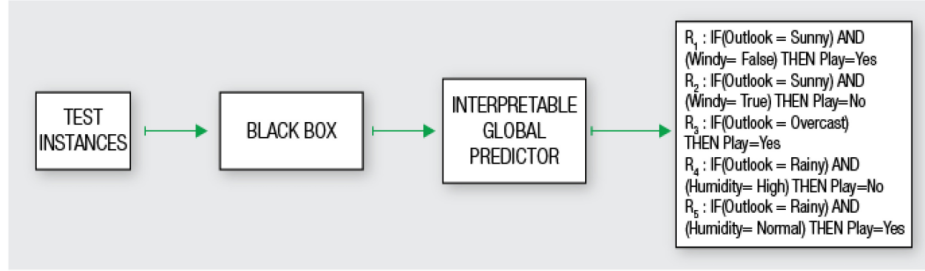 TEST
INSTANCES
BLACK BOX
INTERPRETABLE
GLOBAL
PREDICTOR
R₁ : IF(Outlook = Sunny) AND
(Windy= False) THEN Play=Yes
R₂ : IF(Outlook = Sunny) AND
(Windy= True) THEN Play=No
R₃ : IF(Outlook = Overcast)
THEN Play=Yes
R₄ : IF(Outlook = Rainy) AND
(Humidity= High) THEN Play=No
R₅ : IF(Outlook = Rainy) AND
(Humidity= Normal) THEN Play=Yes